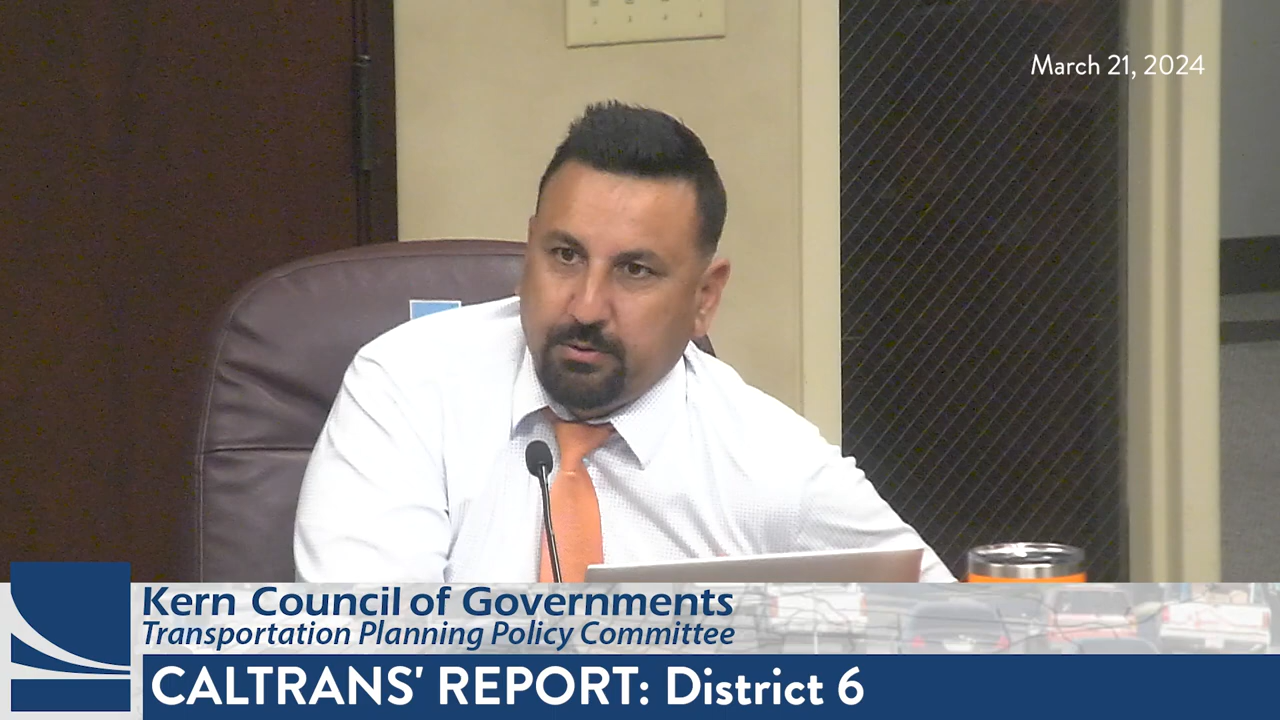 March 21, 2024
Kern Council of Governments
Transportation Planning Policy Committee
CALTRANS' REPORT: District 6